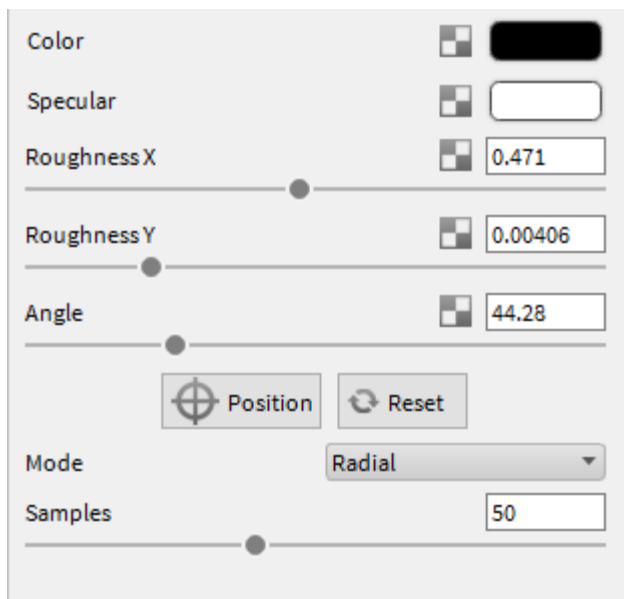 Color
Specular
Roughness X 0.471
Roughness Y 0.00406
Angle 44.28
Position Reset
Mode Radial
Samples 50